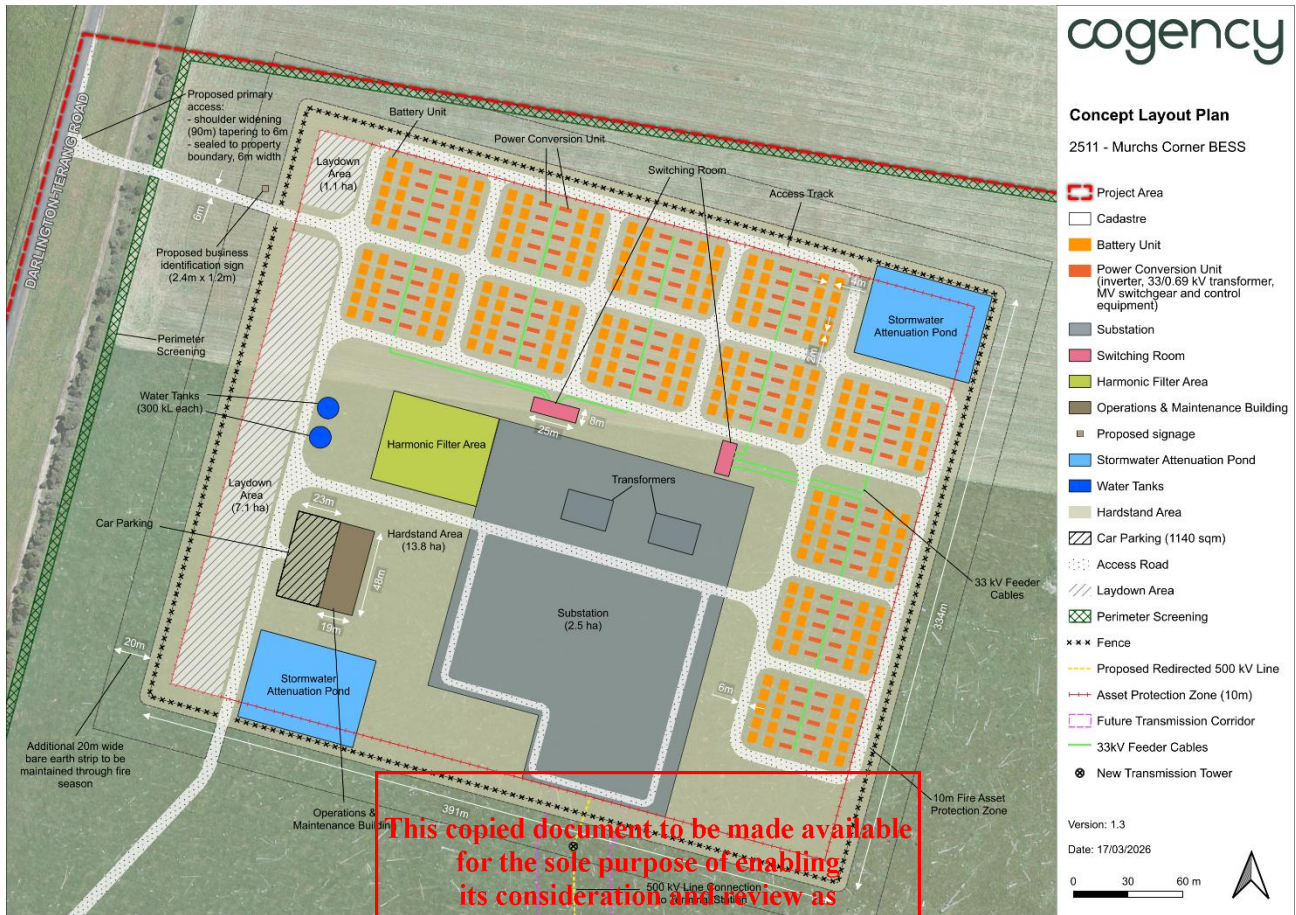 cogency
Concept Layout Plan
2511 - Murchs Corner BESS
Project Area
Cadastre
Battery Unit
Power Conversion Unit
(inverter, 33/0.69 kV transformer,
MV switchgear and control
equipment)
Substation
Switching Room
Harmonic Filter Area
Operations & Maintenance Building
Proposed signage
Stormwater Attenuation Pond
Water Tanks
Hardstand Area
Car Parking (1140 sqm)
Access Road
Laydown Area
Perimeter Screening
Fence
Proposed Redirected 500 kV Line
Asset Protection Zone (10m)
Future Transmission Corridor
33kV Feeder Cables
New Transmission Tower
Version: 1.3
Date: 17/03/2026
0 30 60 m
DARLINGTON-TERANG ROAD
Proposed primary
access:
- shoulder widening
(90m) tapering to 6m
- sealed to property
boundary, 6m width
Battery Unit
Power Conversion Unit
Switching Room
Access Track
Laydown
Area
(1.1 ha)
6m
Proposed business
identification sign
(2.4m x 1.2m)
4m
2m
Stormwater
Attenuation Pond
Perimeter
Screening
Water Tanks
(300 kL each)
Harmonic Filter Area
25m
8m
Transformers
Laydown
Area
(7.1 ha)
Car Parking
23m
Hardstand Area
(13.8 ha)
48m
19m
Substation
(2.5 ha)
33 kV Feeder
Cables
334m
20m
Stormwater
Attenuation Pond
6m
Additional 20m wide
bare earth strip to be
maintained through fire
season
Operations &
Maintenance Building
391m
10m Fire Asset
Protection Zone
500 kV Line Connection
to Terminal Station
This copied document to be made available
for the sole purpose of enabling
its consideration and review as